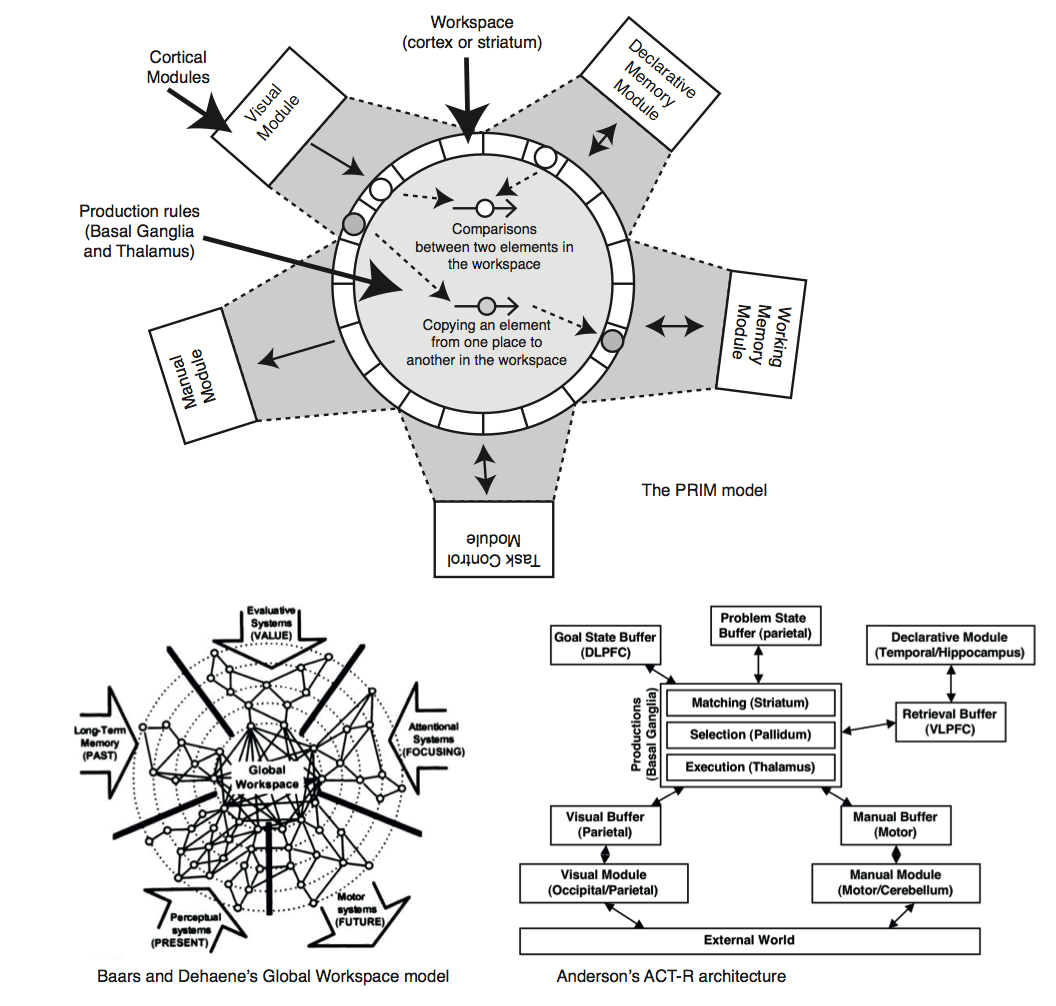 Workspace
(cortex or striatum)
Cortical
Modules
Visual
Module
Declarative
Memory
Module
Production rules
(Basal Ganglia
and Thalamus)
Comparisons
between two elements in
the workspace
Copying an element
from one place to
another in the workspace
Working
Memory
Module
Manual
Module
Task Control
Module
The PRIM model
Evaluative
Systems
(VALUE)
Long-Term
Memory
(PAST)
Attentional
Systems
(FOCUSING)
Global
Workspace
Perceptual
systems
(PRESENT)
Motor
systems
(FUTURE)
Baars and Dehaene's Global Workspace model
Goal State Buffer
(DLPFC)
Problem State
Buffer (parietal)
Declarative Module
(Temporal/Hippocampus)
Productions
(Basal Ganglia)
Matching (Striatum)
Selection (Pallidum)
Execution (Thalamus)
Retrieval Buffer
(VLPFC)
Visual Buffer
(Parietal)
Manual Buffer
(Motor)
Visual Module
(Occipital/Parietal)
Manual Module
(Motor/Cerebellum)
External World
Anderson's ACT-R architecture